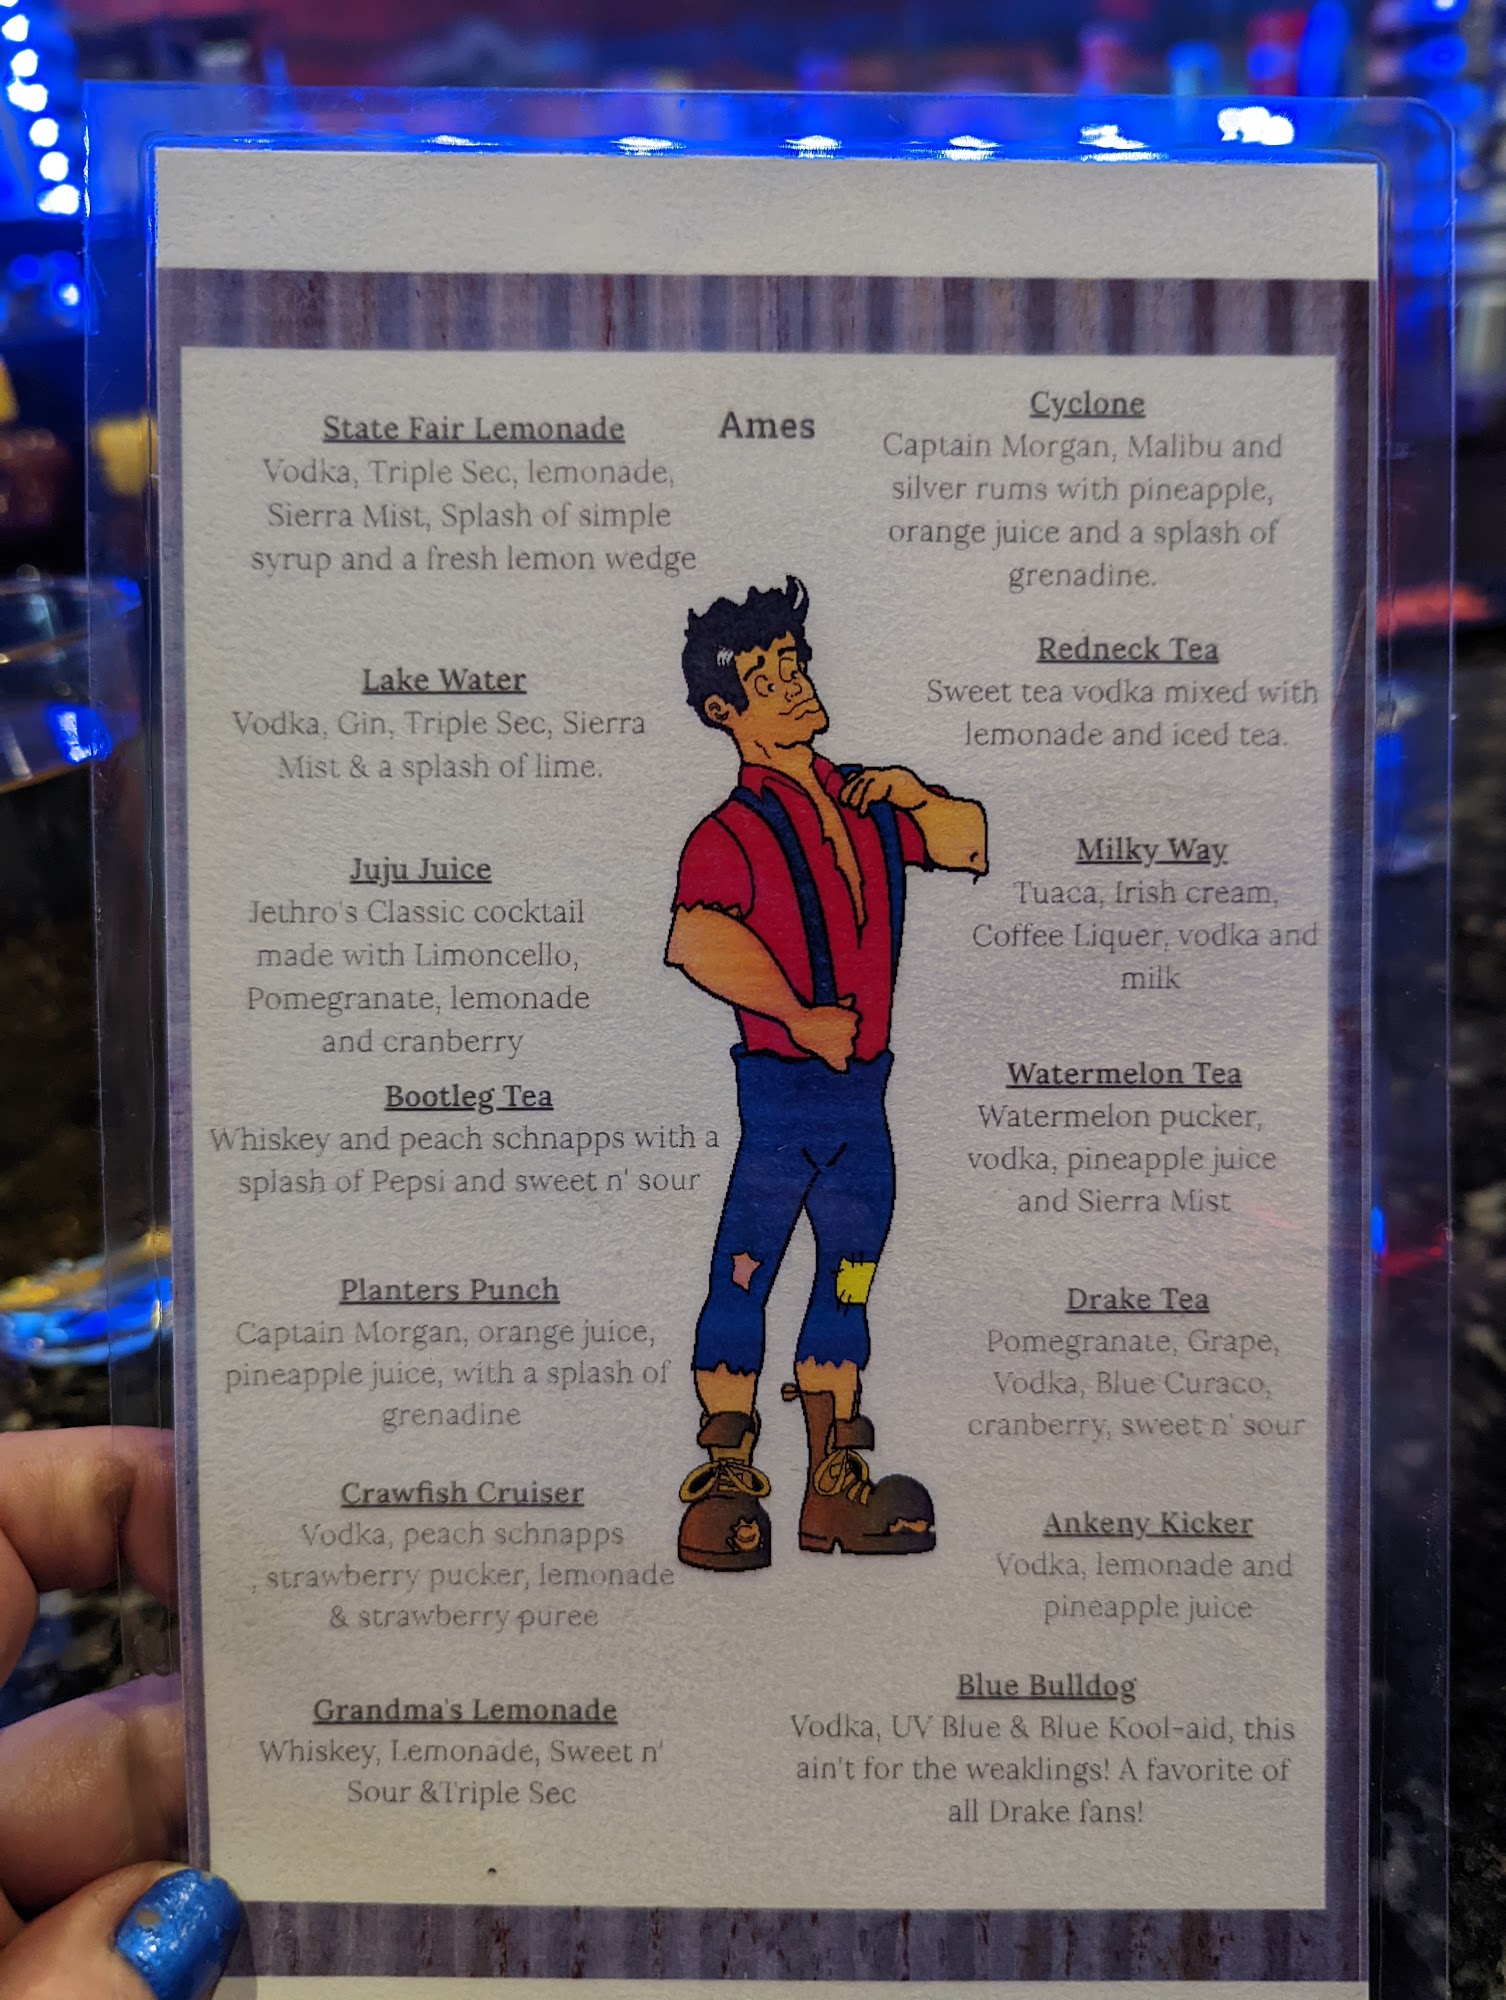 Ames
State Fair Lemonade
Vodka, Triple Sec, lemonade,
Sierra Mist, Splash of simple
syrup and a fresh lemon wedge
Lake Water
Vodka, Gin, Triple Sec, Sierra
Mist & a splash of lime.
Juju Juice
Jethro's Classic cocktail
made with Limoncello,
Pomegranate, lemonade
and cranberry
Bootleg Tea
Whiskey and peach schnapps with a
splash of Pepsi and sweet n' sour
Planters Punch
Captain Morgan, orange juice,
pineapple juice, with a splash of
grenadine
Crawfish Cruiser
Vodka, peach schnapps
, strawberry pucker, lemonade
& strawberry puree
Grandma's Lemonade
Whiskey, Lemonade, Sweet n'
Sour &Triple Sec
Cyclone
Captain Morgan, Malibu and
silver rums with pineapple,
orange juice and a splash of
grenadine.
Redneck Tea
Sweet tea vodka mixed with
lemonade and iced tea.
Milky Way
Tuaca, Irish cream,
Coffee Liquer, vodka and
milk
Watermelon Tea
Watermelon pucker,
vodka, pineapple juice
and Sierra Mist
Drake Tea
Pomegranate, Grape,
Vodka, Blue Curaco,
cranberry, sweet n' sour
Ankeny Kicker
Vodka, lemonade and
pineapple juice
Blue Bulldog
Vodka, UV Blue & Blue Kool-aid, this
ain't for the weaklings! A favorite of
all Drake fans!